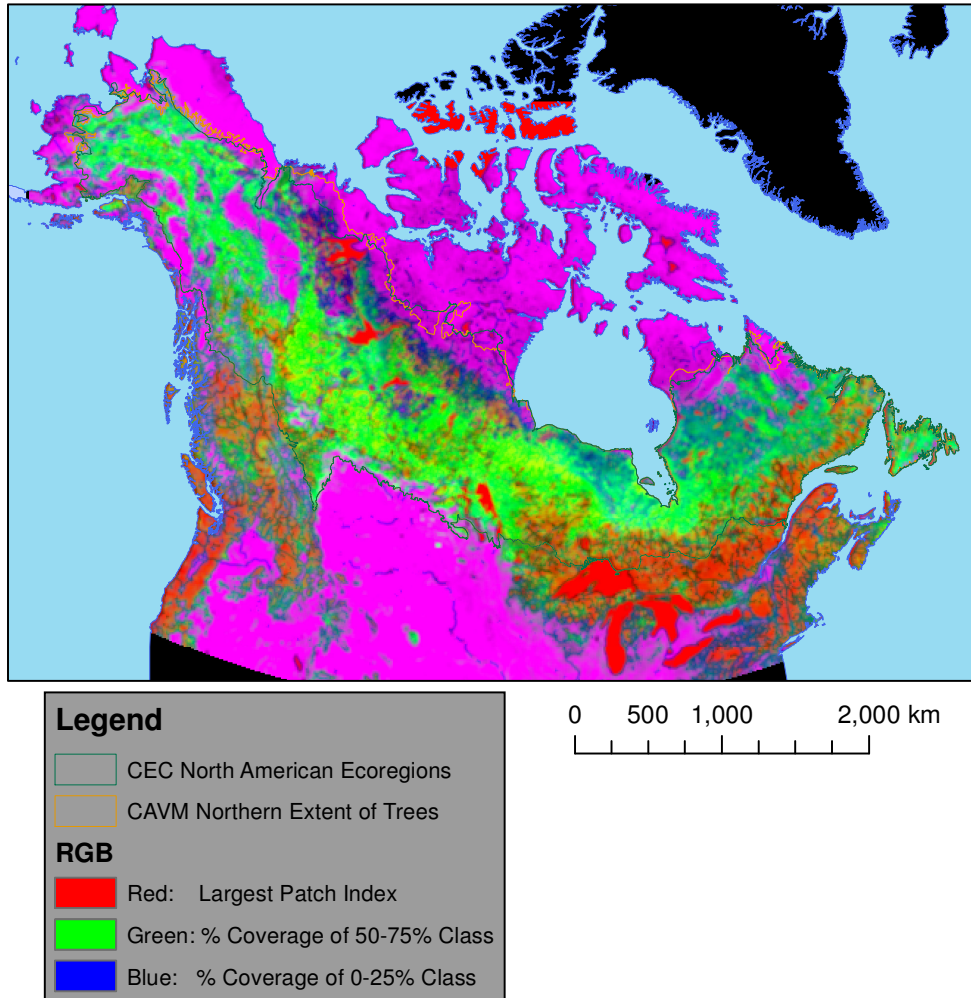 Legend
CEC North American Ecoregions
CAVM Northern Extent of Trees
RGB
Red: Largest Patch Index
Green: % Coverage of 50-75% Class
Blue: % Coverage of 0-25% Class
0 500 1,000 2,000 km